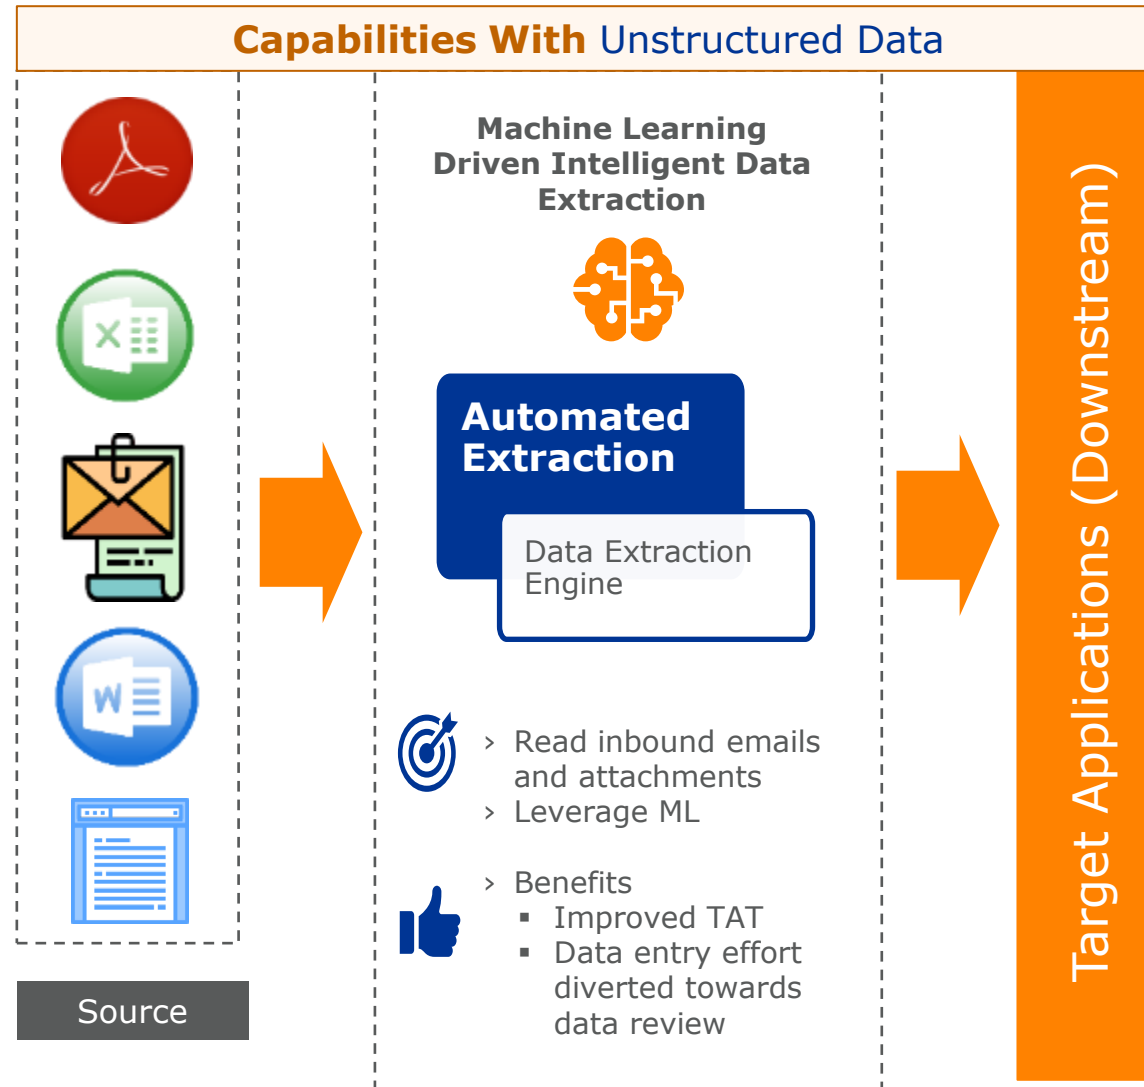 Capabilities With Unstructured Data
Machine Learning
Driven Intelligent Data
Extraction
X
Automated
Extraction
Data Extraction
Engine
W
› Read inbound emails
and attachments
› Leverage ML
› Benefits
▪ Improved TAT
▪ Data entry effort
diverted towards
data review
Source
Target Applications (Downstream)